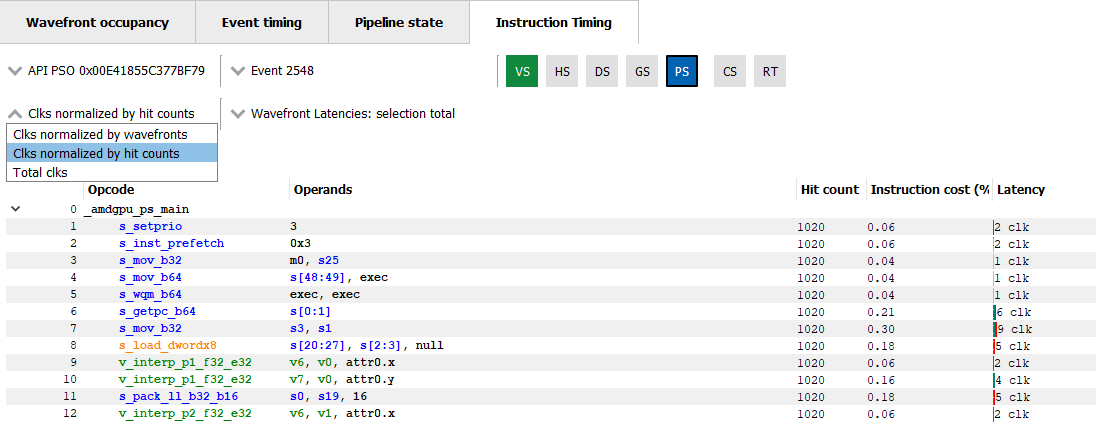 Wavefront occupancy Event timing Pipeline state Instruction Timing
API PSO 0x00E41855C377BF79 Event 2548 VS HS DS GS PS CS RT
Clks normalized by hit counts Wavefront Latencies: selection total
Clks normalized by wavefronts
Clks normalized by hit counts
Total clks
Opcode Operands Hit count Instruction cost (% Latency
0 _amdgpu_ps_main
1 s_setprio 3 1020 0.06 2 clk
2 s_inst_prefetch 0x3 1020 0.06 2 clk
3 s_mov_b32 m0, s25 1020 0.04 1 clk
4 s_mov_b64 s[48:49], exec 1020 0.04 1 clk
5 s_wqm_b64 exec, exec 1020 0.04 1 clk
6 s_getpc_b64 s[0:1] 1020 0.21 6 clk
7 s_mov_b32 s3, s1 1020 0.30 9 clk
8 s_load_dwordx8 s[20:27], s[2:3], null 1020 0.18 5 clk
9 v_interp_p1_f32_e32 v6, v0, attr0.x 1020 0.06 2 clk
10 v_interp_p1_f32_e32 v7, v0, attr0.y 1020 0.16 4 clk
11 s_pack_ll_b32_b16 s0, s19, 16 1020 0.18 5 clk
12 v_interp_p2_f32_e32 v6, v1, attr0.x 1020 0.06 2 clk